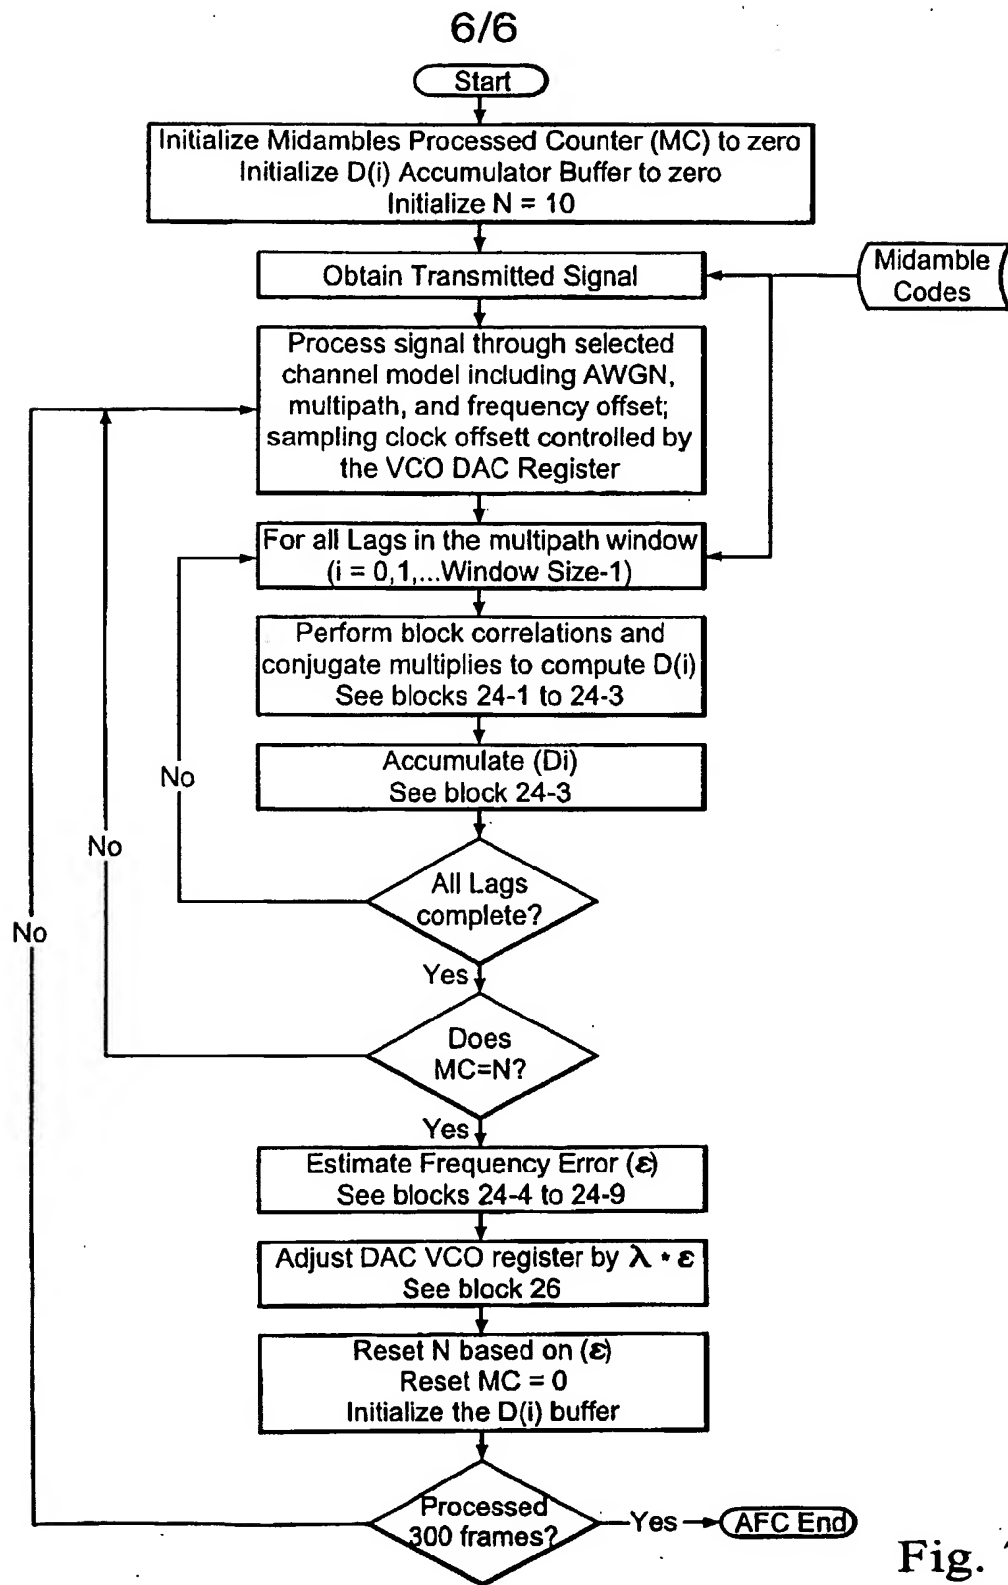 6/6
Start
Initialize Midambles Processed Counter (MC) to zero
Initialize D(i) Accumulator Buffer to zero
Initialize N = 10
Obtain Transmitted Signal
Midamble
Codes
Process signal through selected
channel model including AWGN,
multipath, and frequency offset;
sampling clock offsett controlled by
the VCO DAC Register
For all Lags in the multipath window
(i = 0,1,...Window Size-1)
Perform block correlations and
conjugate multiplies to compute D(i)
See blocks 24-1 to 24-3
Accumulate (Di)
See block 24-3
No
No
No
All Lags
complete?
Yes
Does
MC=N?
Yes
Estimate Frequency Error (ε)
See blocks 24-4 to 24-9
Adjust DAC VCO register by λ * ε
See block 26
Reset N based on (ε)
Reset MC = 0
Initialize the D(i) buffer
Processed
300 frames?
Yes
AFC End
Fig.